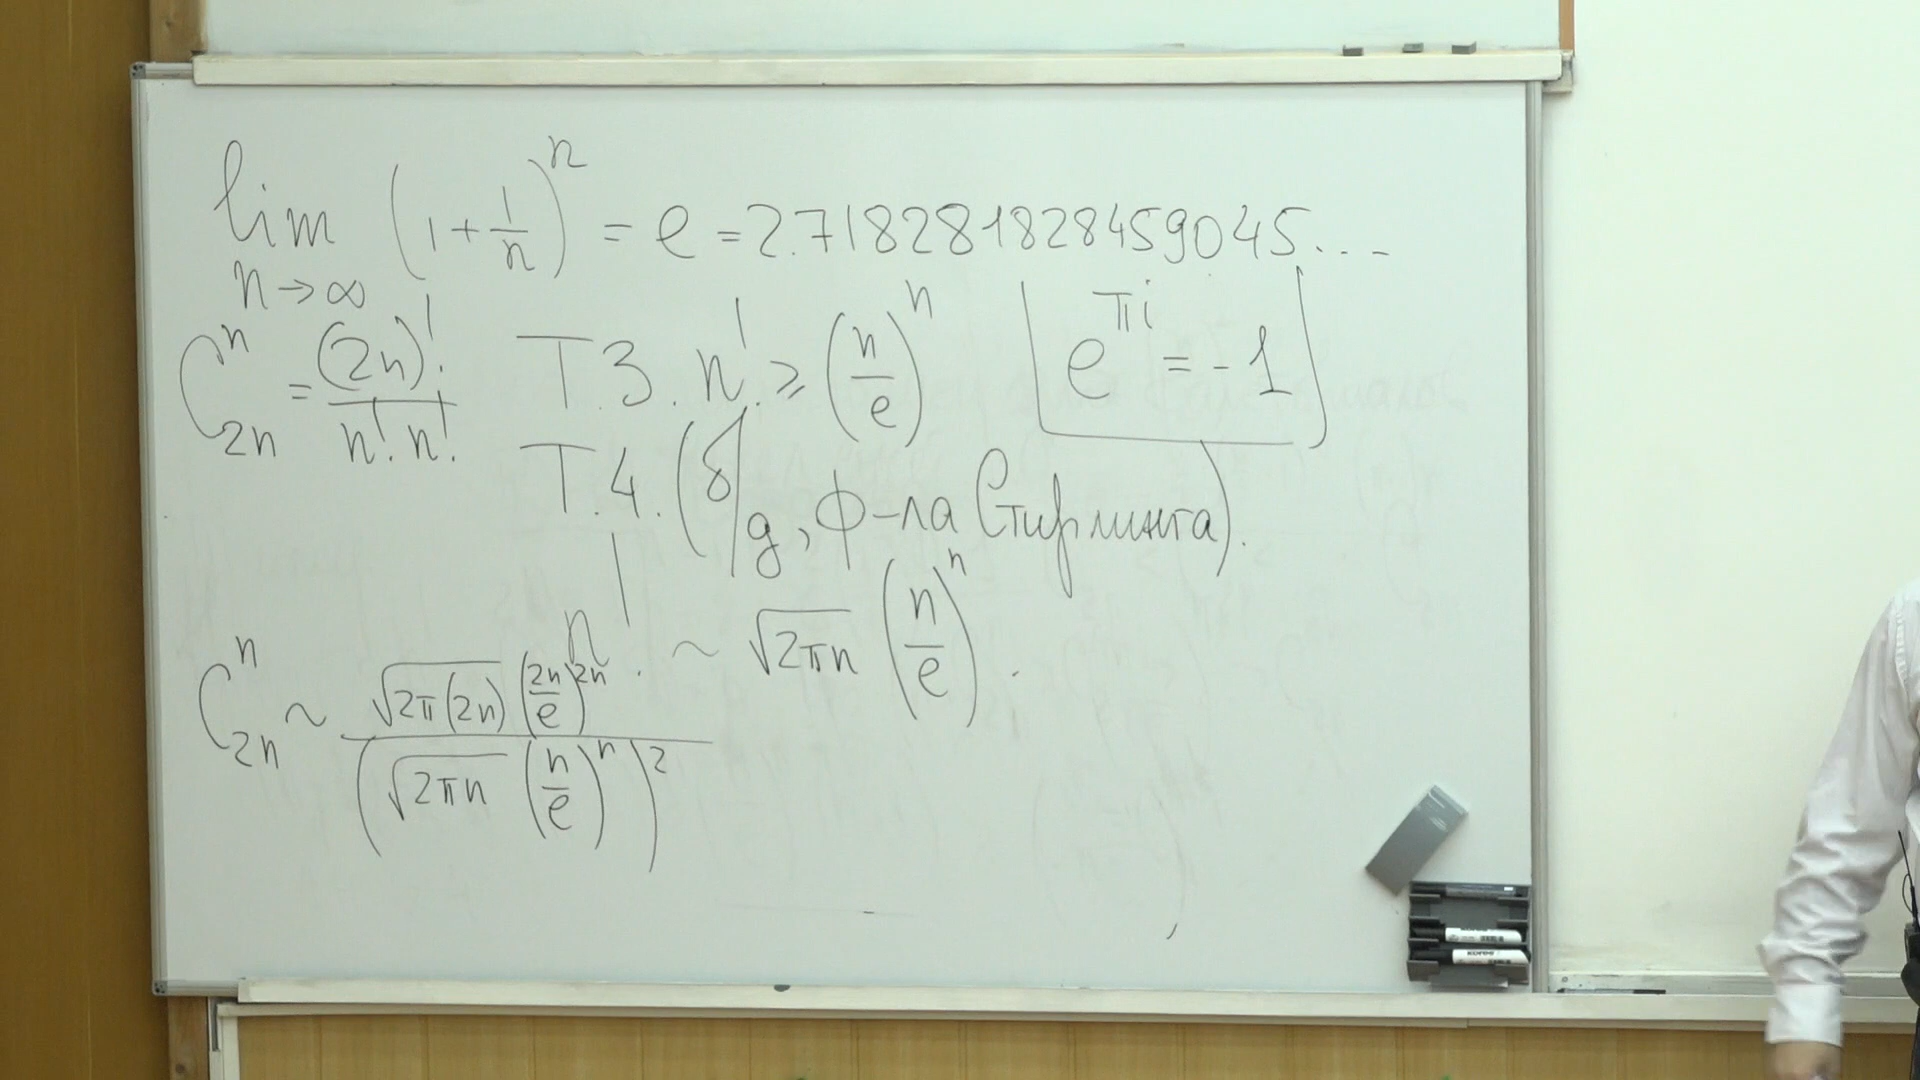 lim n→∞ (1 + 1/n)^n = e = 2.718281828459045...
C_{2n}^n = (2n)! / (n! n!)
Т.3. n! ≥ (n/e)^n
e^{πi} = -1
Т.4. (б/д, ф-ла Стирлинга).
n! ~ √(2πn) (n/e)^n.
C_{2n}^n ~ √(2π(2n)) (2n/e)^{2n} / (√(2πn) (n/e)^n)^2